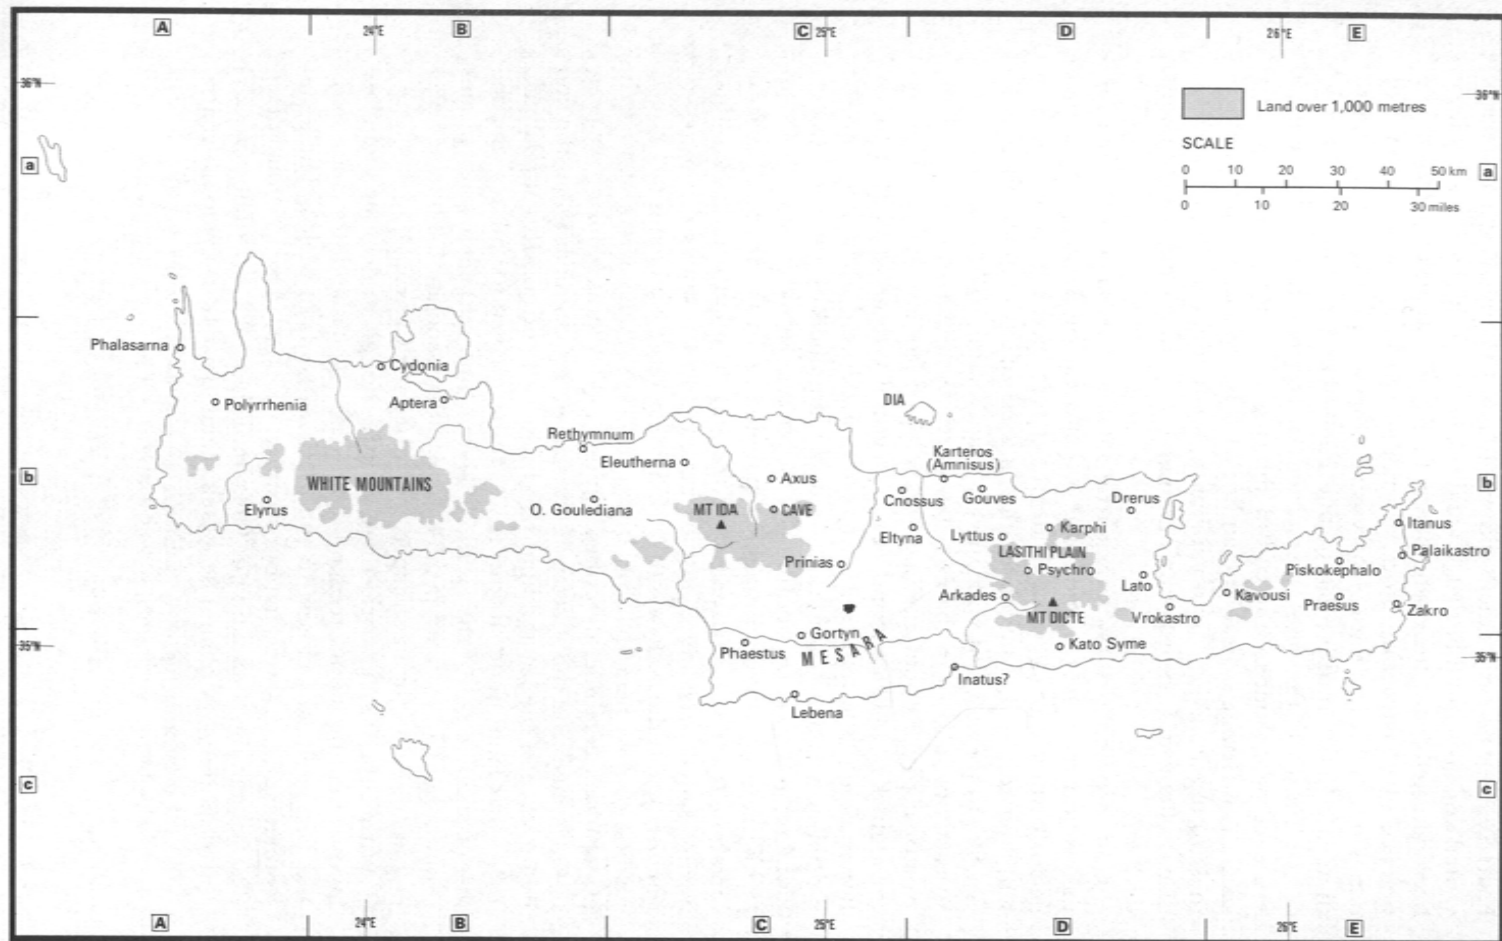 A
24°E
B
C
25°E
D
26°E
E
36°N
36°N
Land over 1,000 metres
SCALE
0 10 20 30 40 50 km
0 10 20 30 miles
a
a
Phalasarna
Cydonia
Polyrrhenia
Aptera
DIA
Rethymnum
Eleutherna
Karteros
(Amnisus)
Axus
b
WHITE MOUNTAINS
Cnossus
Gouves
Drerus
b
Elyrus
O. Goulediana
MT IDA
CAVE
Itanus
Eltyna
Lyttus
Karphi
LASITHI PLAIN
Palaikastro
Prinias
Psychro
Piskokephalo
Lato
Arkades
Kavousi
Praesus
Zakro
MT DICTE
Vrokastro
Gortyn
35°N
Phaestus
MESARA
Kato Syme
35°N
Inatus?
Lebena
c
c
A
24°E
B
C
25°E
D
26°E
E